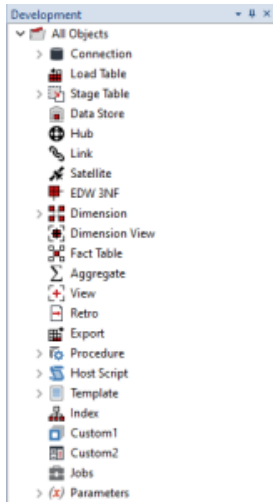 Development
All Objects
Connection
Load Table
Stage Table
Data Store
Hub
Link
Satellite
EDW 3NF
Dimension
Dimension View
Fact Table
Aggregate
View
Retro
Export
Procedure
Host Script
Template
Index
Custom1
Custom2
Jobs
Parameters